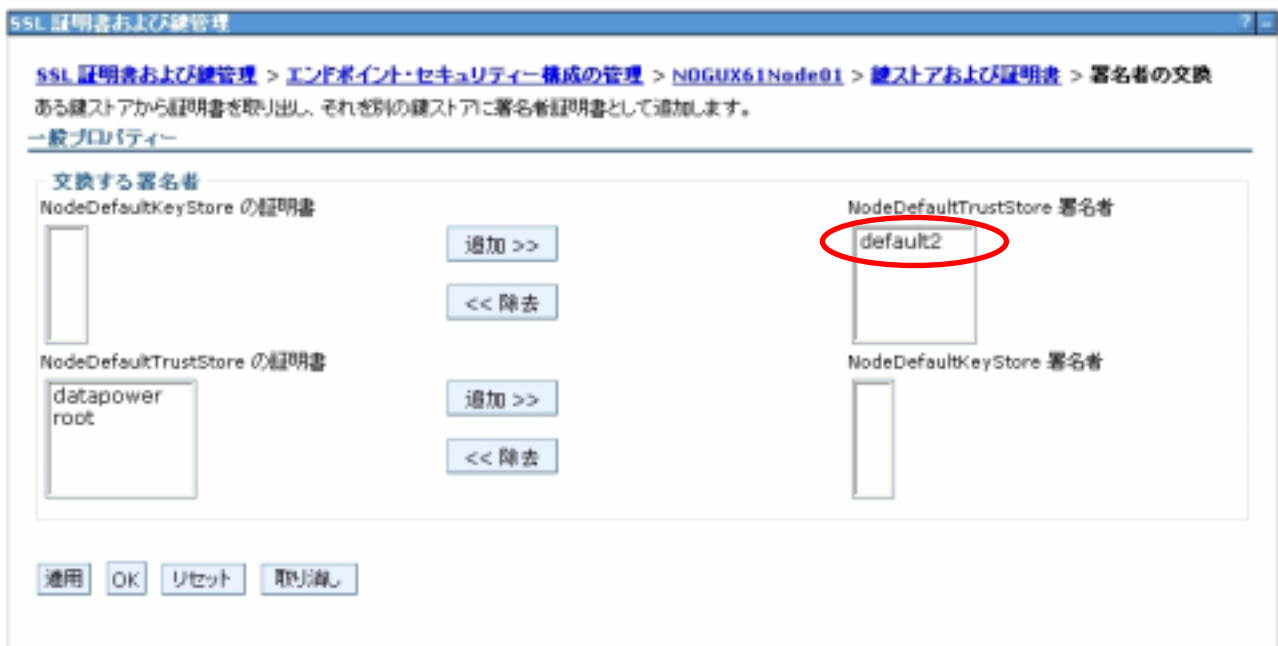 SSL 証明書および鍵管理 ? -
SSL 証明書および鍵管理 > エンドポイント・セキュリティー構成の管理 > N0GUX61Node01 > 鍵ストアおよび証明書 > 署名者の交換
ある鍵ストアから証明書を取り出し、それを別の鍵ストアに署名者証明書として追加します。
一般プロパティー
交換する署名者
NodeDefaultKeyStore の証明書 NodeDefaultTrustStore 署名者
追加 >> default2
<< 除去
NodeDefaultTrustStore の証明書 NodeDefaultKeyStore 署名者
datapower 追加 >>
root
<< 除去
適用 OK リセット 取り消し